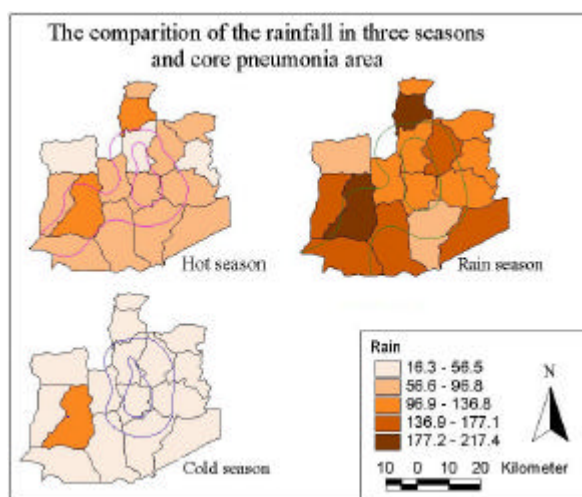 The comparition of the rainfall in three seasons
and core pneumonia area
Hot season
Rain season
Cold season
Rain
16.3 - 56.5
56.6 - 96.8
96.9 - 136.8
136.9 - 177.1
177.2 - 217.4
N
10 0 10 20 Kilometer